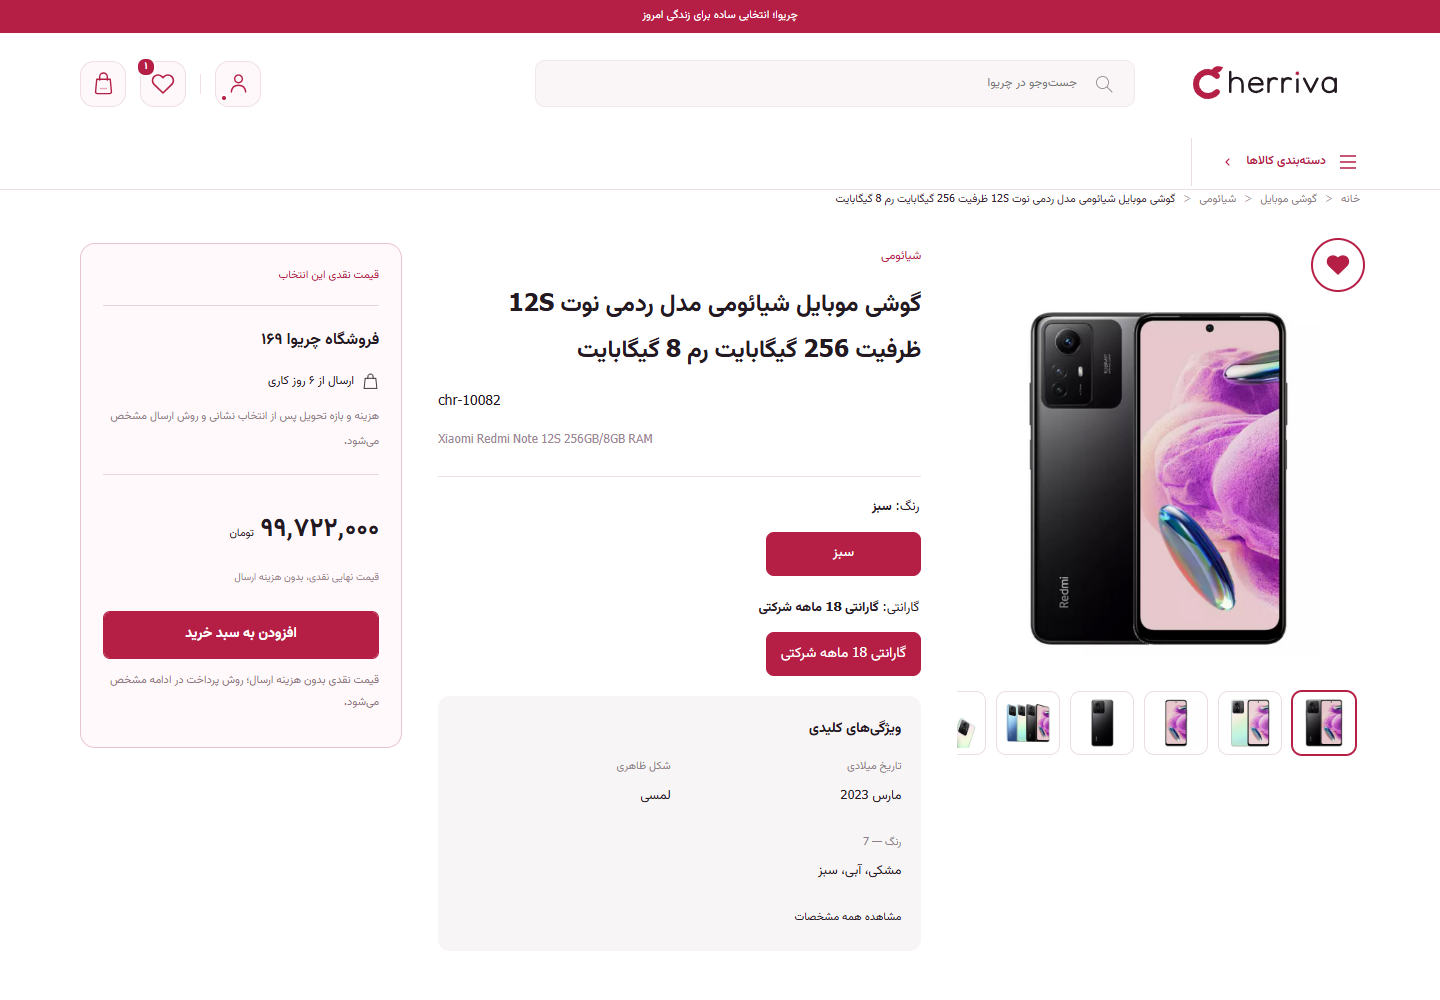 چریوا؛ انتخابی ساده برای زندگی امروز
Cherriva
جست‌وجو در چریوا
۱
دسته‌بندی کالاها
خانه > گوشی موبایل > شیائومی > گوشی موبایل شیائومی مدل ردمی نوت 12S ظرفیت 256 گیگابایت رم 8 گیگابایت
Redmi
شیائومی
گوشی موبایل شیائومی مدل ردمی نوت 12S
ظرفیت 256 گیگابایت رم 8 گیگابایت
chr-10082
Xiaomi Redmi Note 12S 256GB/8GB RAM
رنگ: سبز
سبز
گارانتی: گارانتی 18 ماهه شرکتی
گارانتی 18 ماهه شرکتی
ویژگی‌های کلیدی
تاریخ میلادی
مارس 2023
شکل ظاهری
لمسی
رنگ — 7
مشکی، آبی، سبز
مشاهده همه مشخصات
قیمت نقدی این انتخاب
فروشگاه چریوا ۱۶۹
ارسال از ۶ روز کاری
هزینه و بازه تحویل پس از انتخاب نشانی و روش ارسال مشخص
می‌شود.
۹۹,۷۲۲,۰۰۰ تومان
قیمت نهایی نقدی، بدون هزینه ارسال
افزودن به سبد خرید
قیمت نقدی بدون هزینه ارسال؛ روش پرداخت در ادامه مشخص
می‌شود.